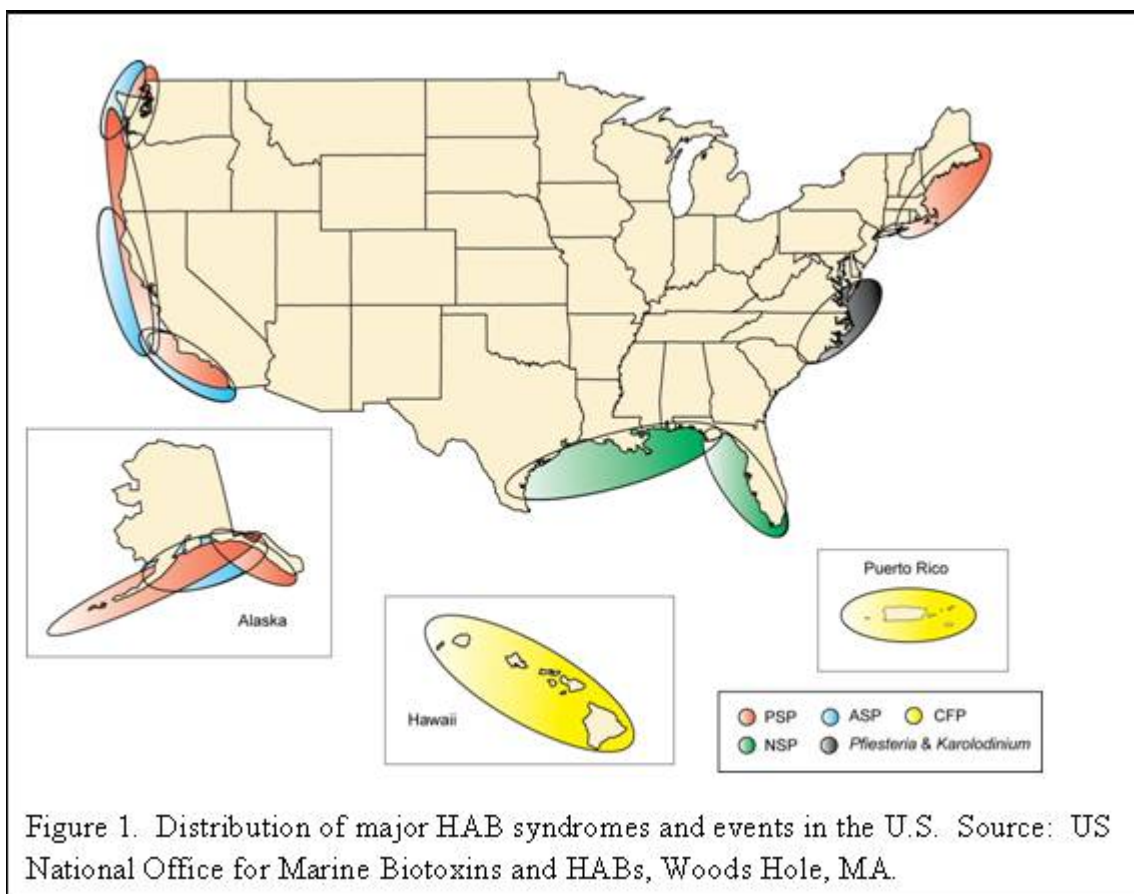 Alaska
Hawaii
Puerto Rico
PSP ASP CFP
NSP Pfiesteria & Karolodinium
Figure 1. Distribution of major HAB syndromes and events in the U.S. Source: US
National Office for Marine Biotoxins and HABs, Woods Hole, MA.